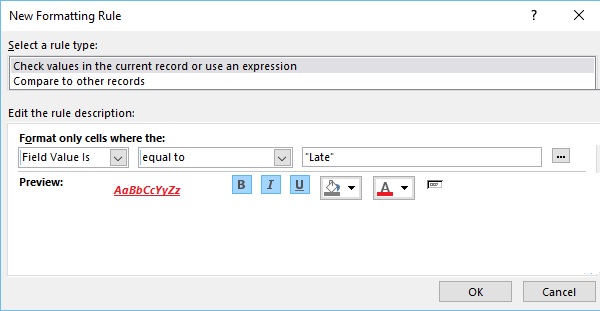 New Formatting Rule
Select a rule type:
Check values in the current record or use an expression
Compare to other records
Edit the rule description:
Format only cells where the:
Field Value Is equal to "Late" ...
Preview: AaBbCcYyZz B I U A
OK Cancel